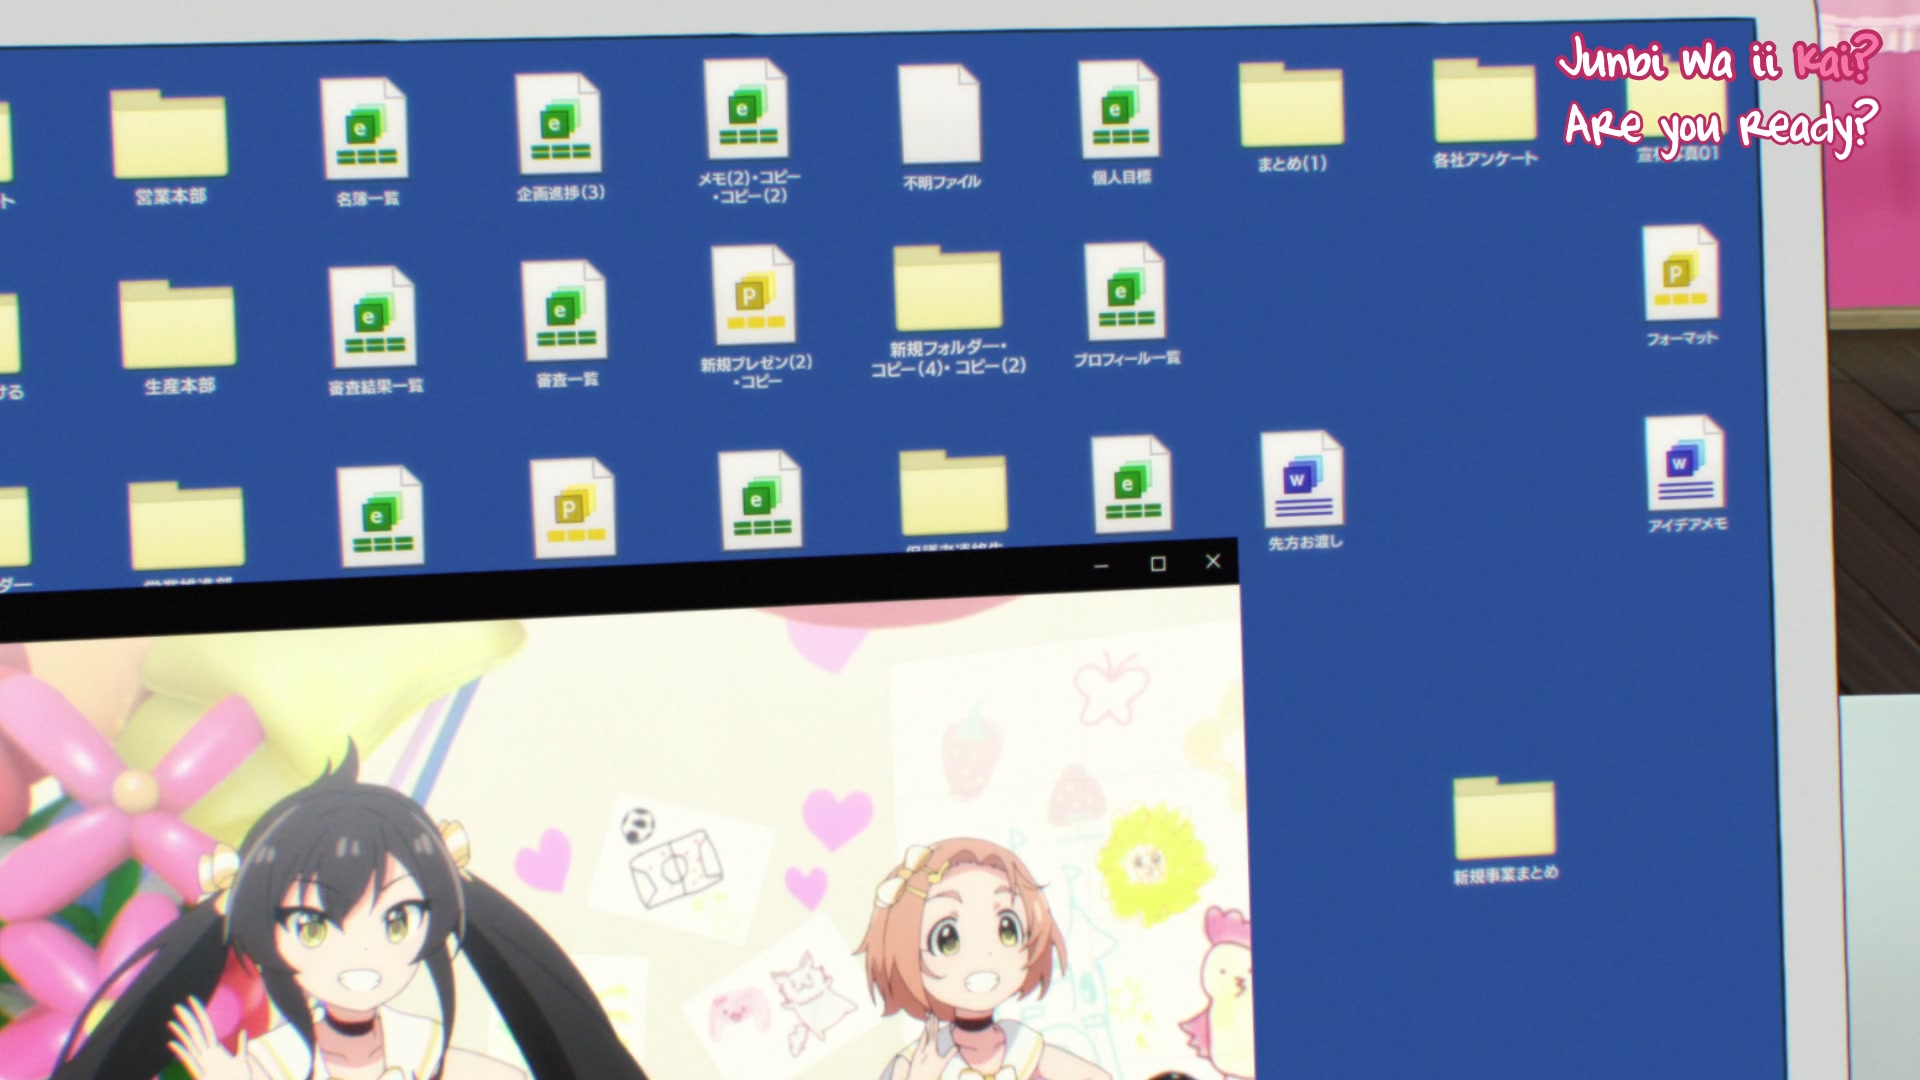 Junbi wa ii kai?
Are you ready?
営業本部
名簿一覧
企画進捗(3)
メモ(2)・コピー
・コピー(2)
不明ファイル
個人目標
まとめ(1)
各社アンケート
ト
生産本部
審査結果一覧
審査一覧
新規プレゼン(2)
・コピー
新規フォルダー・
コピー(4)・コピー(2)
プロフィール一覧
フォーマット
ける
先方お渡し
アイデアメモ
ダー
新規事業まとめ